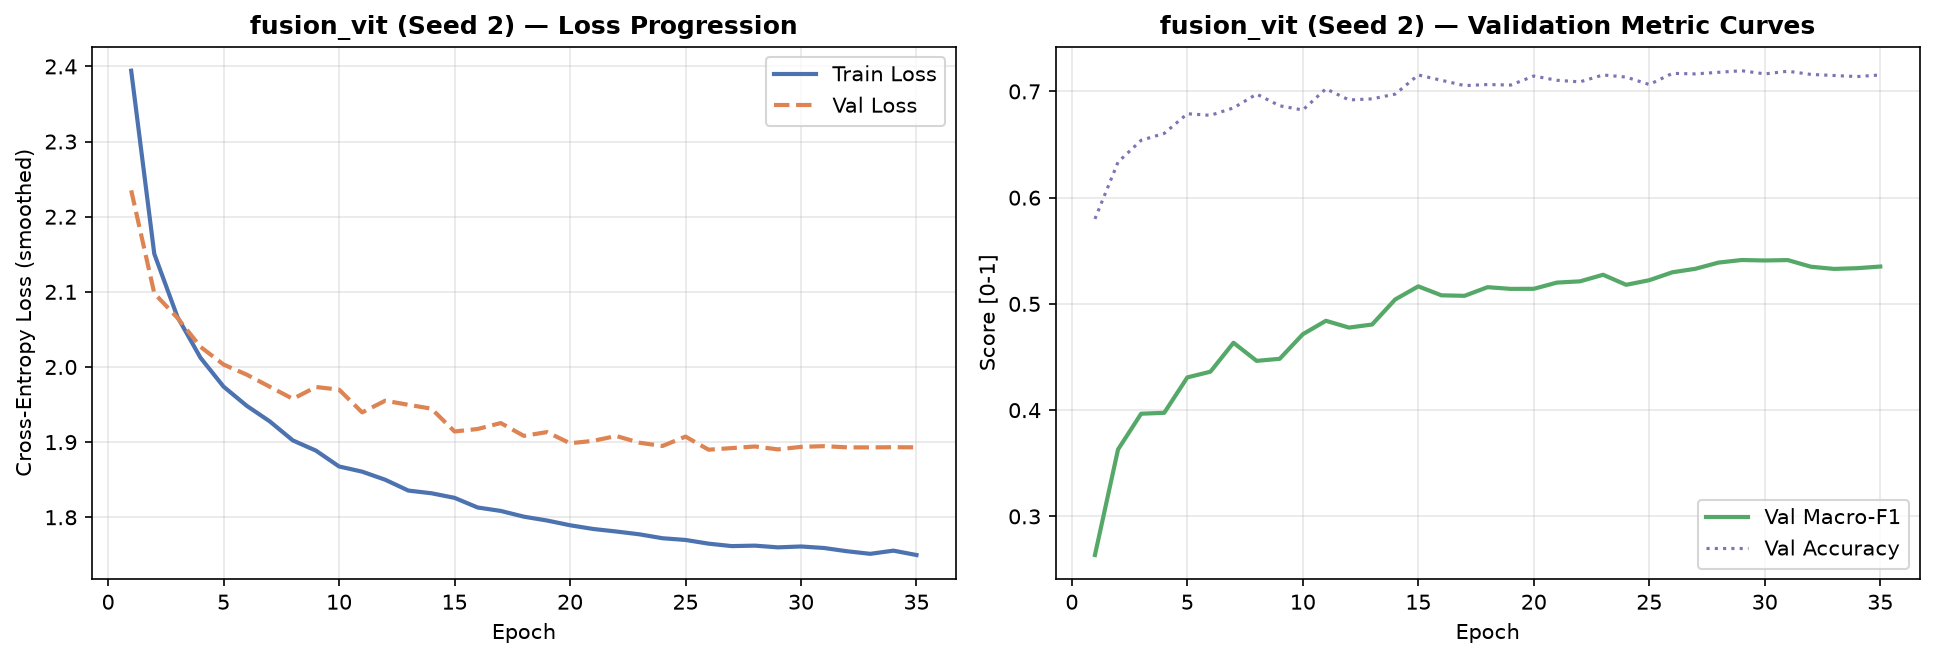 fusion_vit (Seed 2) — Loss Progression
Cross-Entropy Loss (smoothed)
2.4
2.3
2.2
2.1
2.0
1.9
1.8
Train Loss
Val Loss
0 5 10 15 20 25 30 35
Epoch
fusion_vit (Seed 2) — Validation Metric Curves
Score [0-1]
0.7
0.6
0.5
0.4
0.3
Val Macro-F1
Val Accuracy
0 5 10 15 20 25 30 35
Epoch